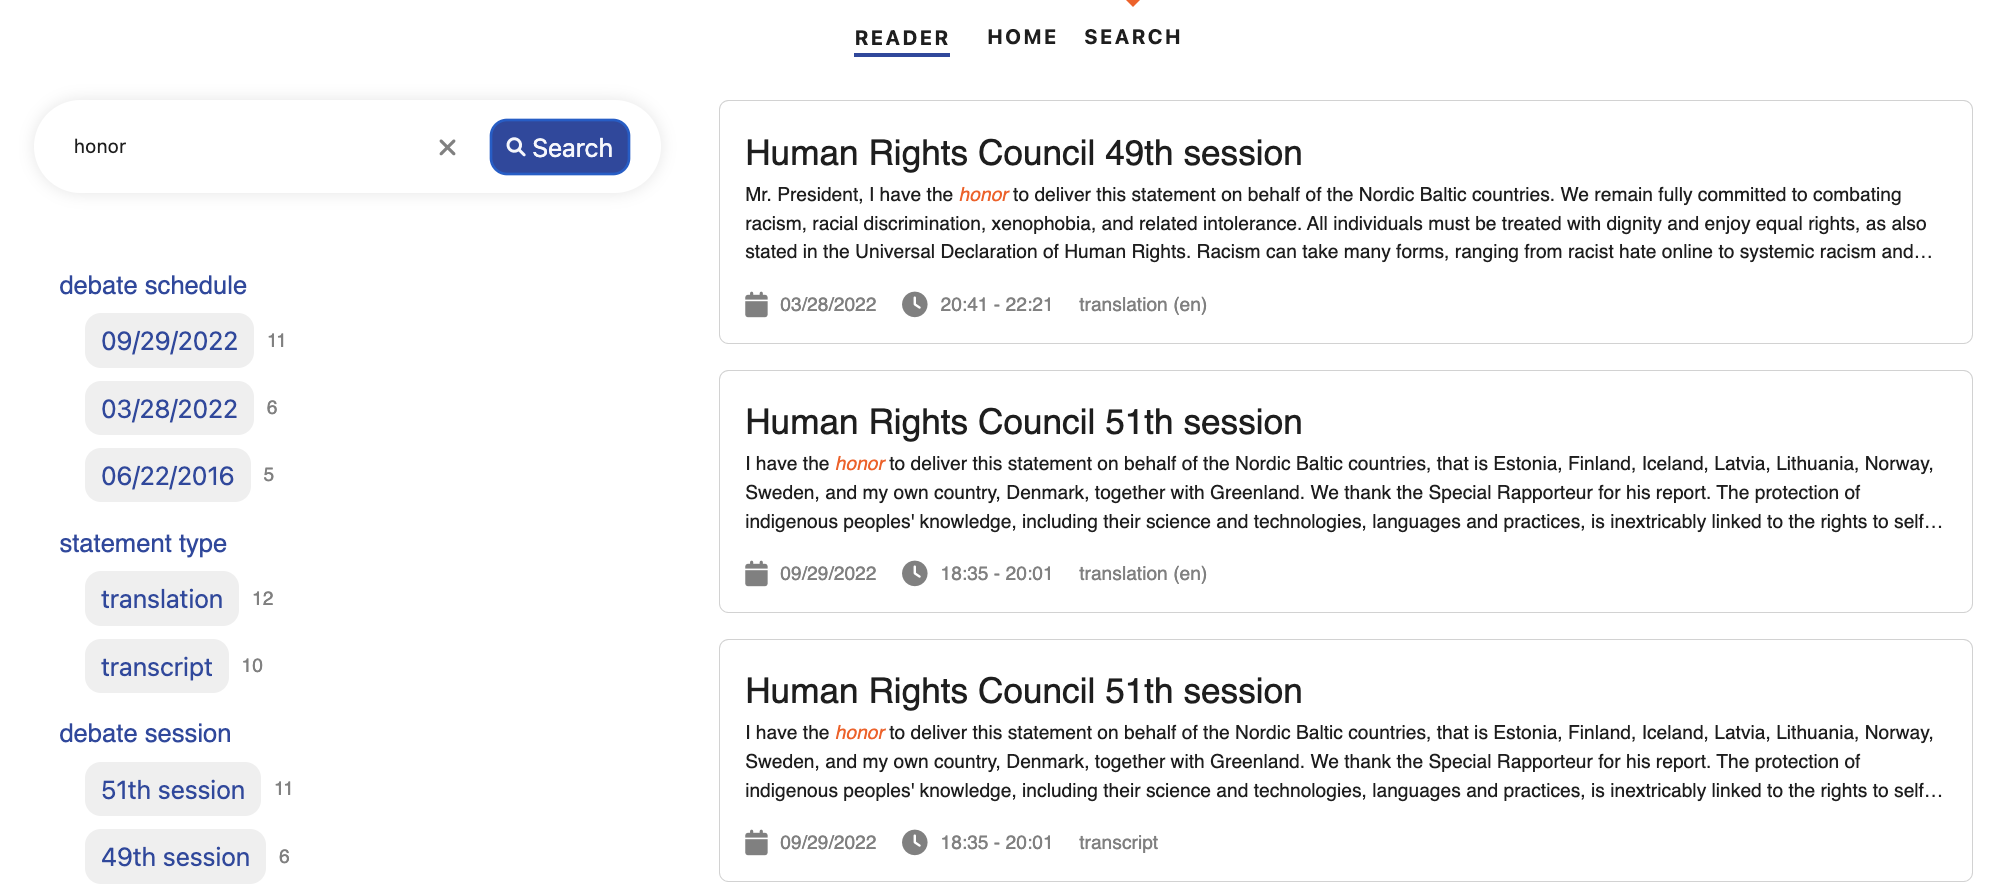 READER HOME SEARCH
honor
Search
debate schedule
09/29/2022 11
03/28/2022 6
06/22/2016 5
statement type
translation 12
transcript 10
debate session
51th session 11
49th session 6
Human Rights Council 49th session
Mr. President, I have the honor to deliver this statement on behalf of the Nordic Baltic countries. We remain fully committed to combating
racism, racial discrimination, xenophobia, and related intolerance. All individuals must be treated with dignity and enjoy equal rights, as also
stated in the Universal Declaration of Human Rights. Racism can take many forms, ranging from racist hate online to systemic racism and…
03/28/2022 20:41 - 22:21 translation (en)
Human Rights Council 51th session
I have the honor to deliver this statement on behalf of the Nordic Baltic countries, that is Estonia, Finland, Iceland, Latvia, Lithuania, Norway,
Sweden, and my own country, Denmark, together with Greenland. We thank the Special Rapporteur for his report. The protection of
indigenous peoples' knowledge, including their science and technologies, languages and practices, is inextricably linked to the rights to self…
09/29/2022 18:35 - 20:01 translation (en)
Human Rights Council 51th session
I have the honor to deliver this statement on behalf of the Nordic Baltic countries, that is Estonia, Finland, Iceland, Latvia, Lithuania, Norway,
Sweden, and my own country, Denmark, together with Greenland. We thank the Special Rapporteur for his report. The protection of
indigenous peoples' knowledge, including their science and technologies, languages and practices, is inextricably linked to the rights to self…
09/29/2022 18:35 - 20:01 transcript